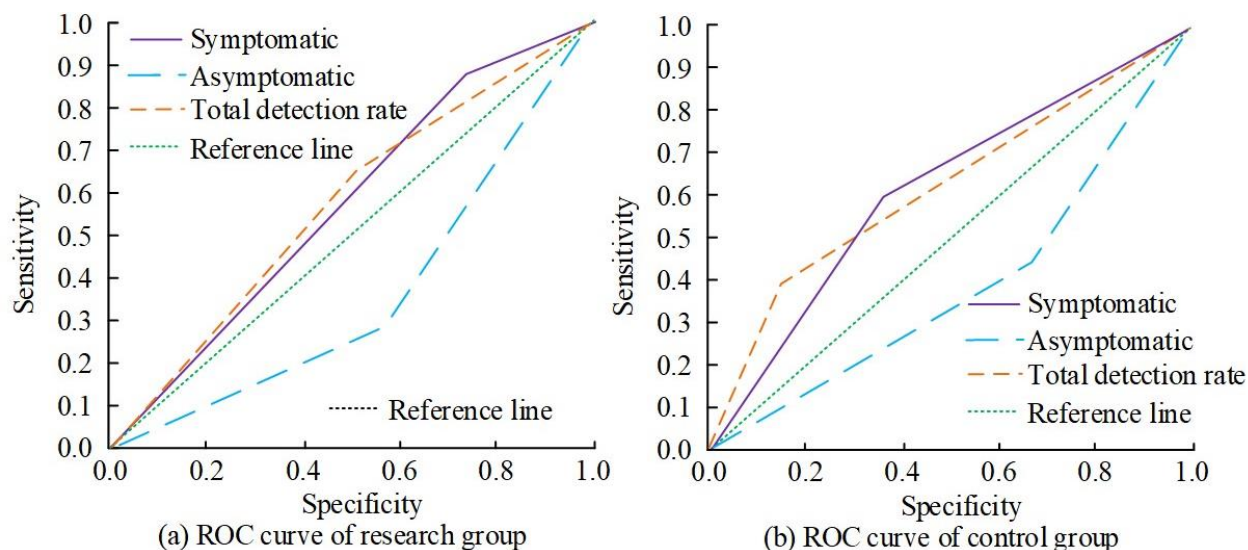 1.0
0.9
0.8
0.7
0.6
0.5
0.4
0.3
0.2
0.1
0.0
Sensitivity
Symptomatic
Asymptomatic
Total detection rate
Reference line
Reference line
0.0 0.2 0.4 0.6 0.8 1.0
Specificity
(a) ROC curve of research group
1.0
0.9
0.8
0.7
0.6
0.5
0.4
0.3
0.2
0.1
0.0
Sensitivity
Symptomatic
Asymptomatic
Total detection rate
Reference line
0.0 0.2 0.4 0.6 0.8 1.0
Specificity
(b) ROC curve of control group